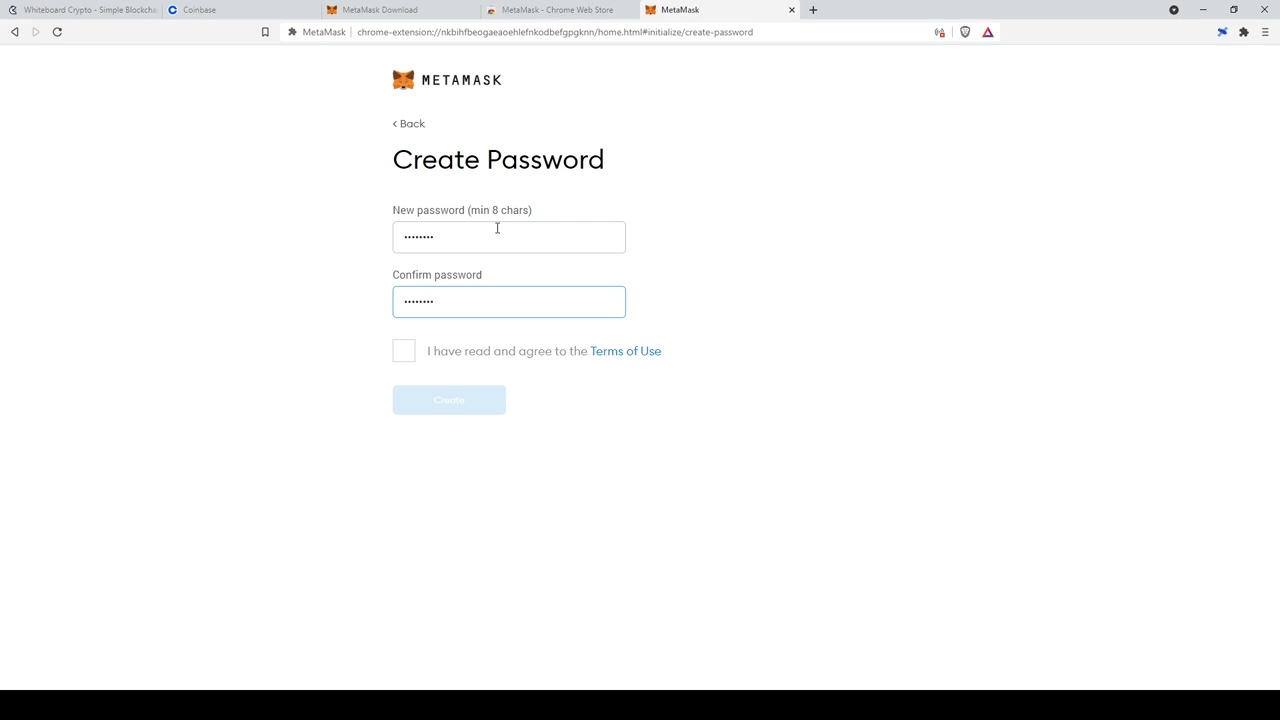 Whiteboard Crypto - Simple Blockcha
Coinbase
MetaMask Download
MetaMask - Chrome Web Store
MetaMask
MetaMask
chrome-extension://nkbihfbeogaeaoehlefnkodbefgpgknn/home.html#initialize/create-password
METAMASK
< Back
Create Password
New password (min 8 chars)
••••••••
Confirm password
••••••••
I have read and agree to the Terms of Use
Create